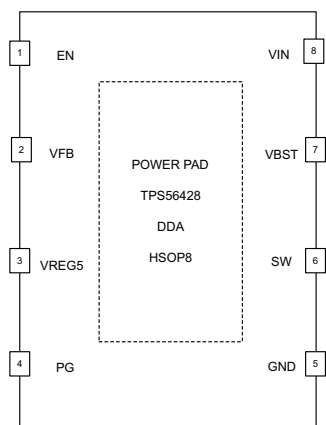 1 EN VIN 8
2 VFB VBST 7
POWER PAD
TPS56428
DDA
HSOP8
3 VREG5 SW 6
4 PG GND 5